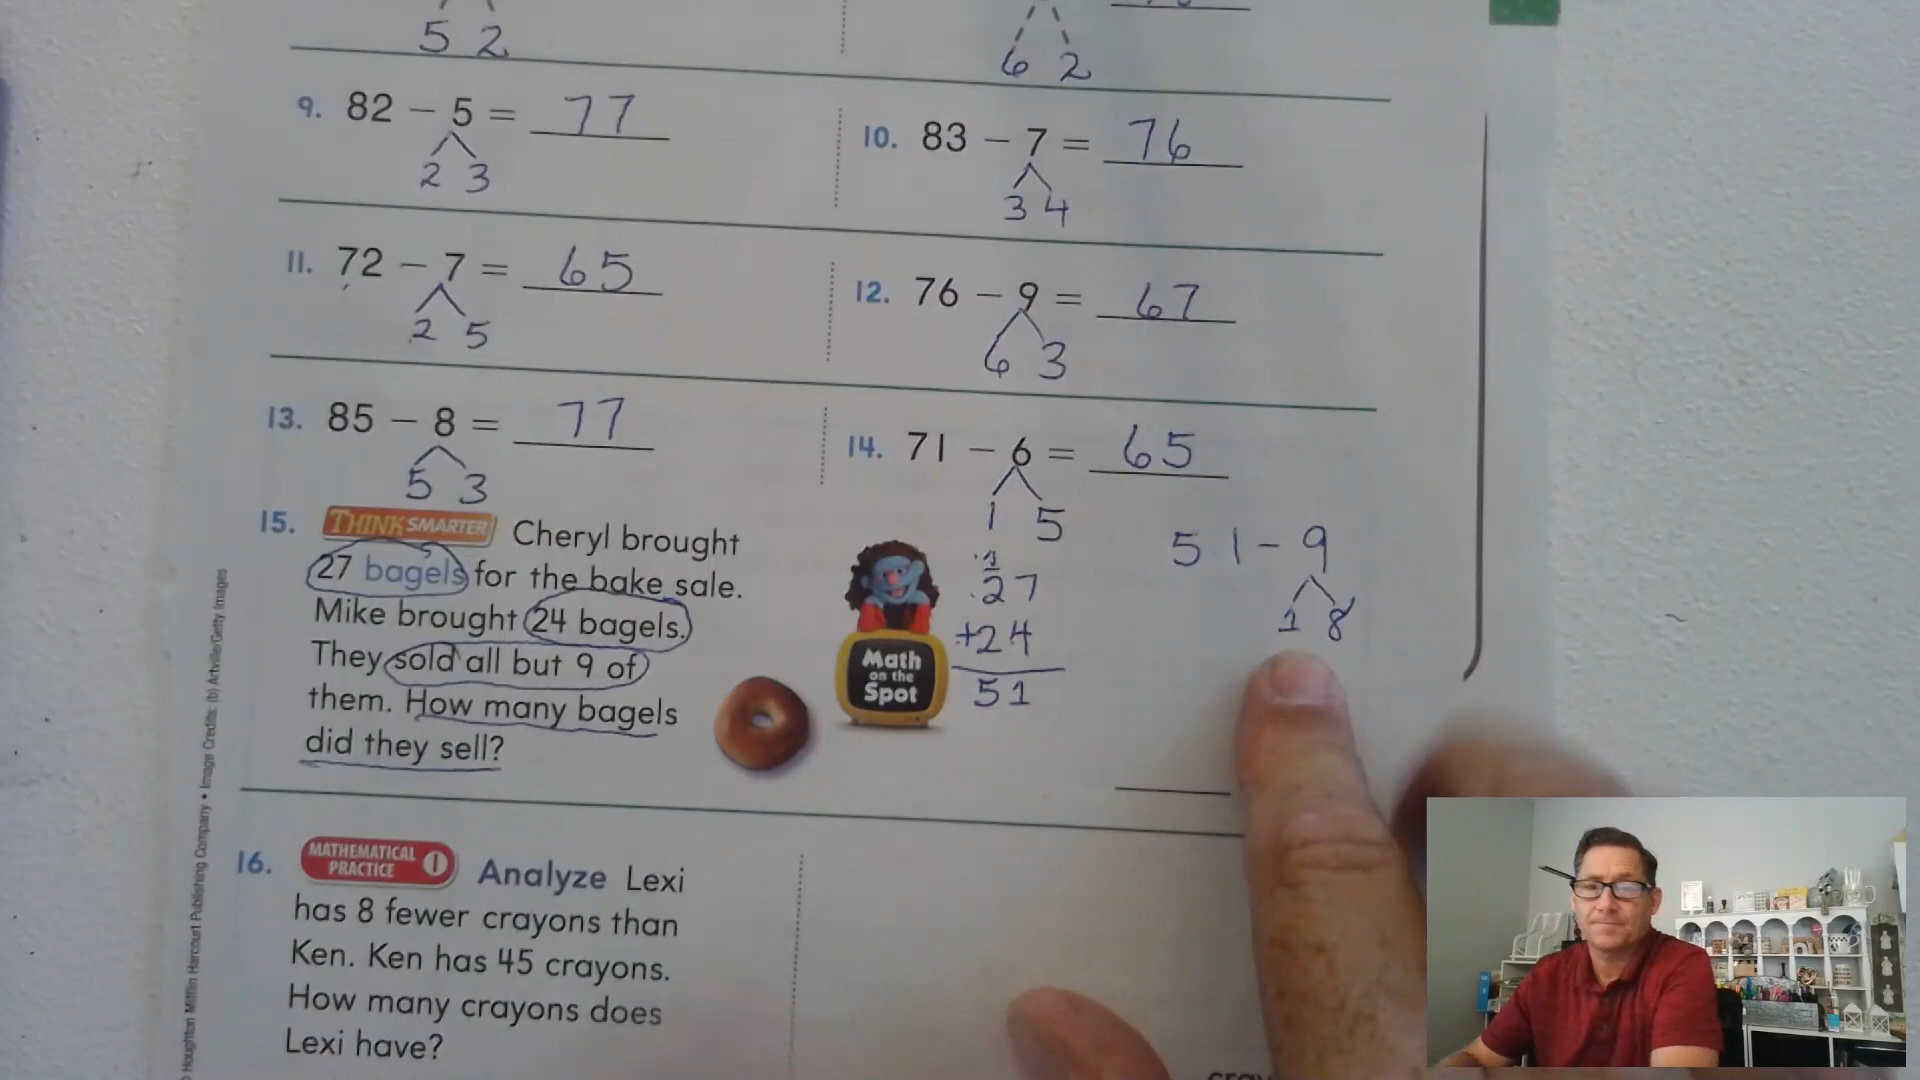 5 2
6 2
9. 82 − 5 = 77
2 3
10. 83 − 7 = 76
3 4
11. 72 − 7 = 65
2 5
12. 76 − 9 = 67
6 3
13. 85 − 8 = 77
5 3
14. 71 − 6 = 65
1 5
15. THINK SMARTER Cheryl brought
27 bagels for the bake sale.
Mike brought 24 bagels.
They sold all but 9 of
them. How many bagels
did they sell?
Math
on the
Spot
1
27
+24
51
51 - 9
1 8
16. MATHEMATICAL
PRACTICE 1 Analyze Lexi
has 8 fewer crayons than
Ken. Ken has 45 crayons.
How many crayons does
Lexi have?
Houghton Mifflin Harcourt Publishing Company • Image Credits: (b) Artville/Getty Images